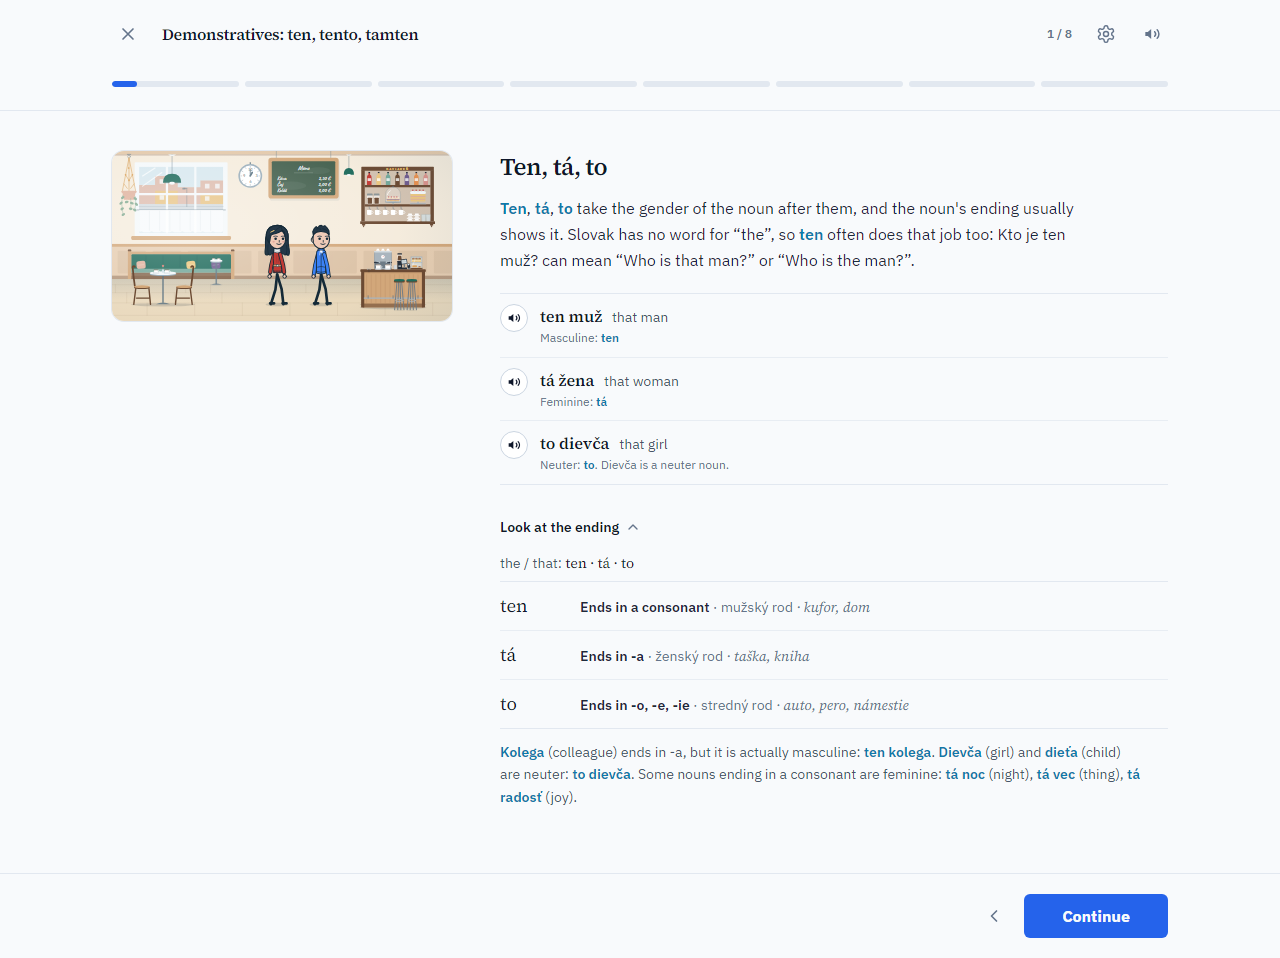 Demonstratives: ten, tento, tamten
1 / 8
Menu
Ten, tá, to
Ten, tá, to take the gender of the noun after them, and the noun's ending usually
shows it. Slovak has no word for “the”, so ten often does that job too: Kto je ten
muž? can mean “Who is that man?” or “Who is the man?”.
ten muž that man
Masculine: ten
tá žena that woman
Feminine: tá
to dievča that girl
Neuter: to. Dievča is a neuter noun.
Look at the ending
the / that: ten · tá · to
ten Ends in a consonant · mužský rod · kufor, dom
tá Ends in -a · ženský rod · taška, kniha
to Ends in -o, -e, -ie · stredný rod · auto, pero, námestie
Kolega (colleague) ends in -a, but it is actually masculine: ten kolega. Dievča (girl) and dieťa (child)
are neuter: to dievča. Some nouns ending in a consonant are feminine: tá noc (night), tá vec (thing), tá
radosť (joy).
Continue